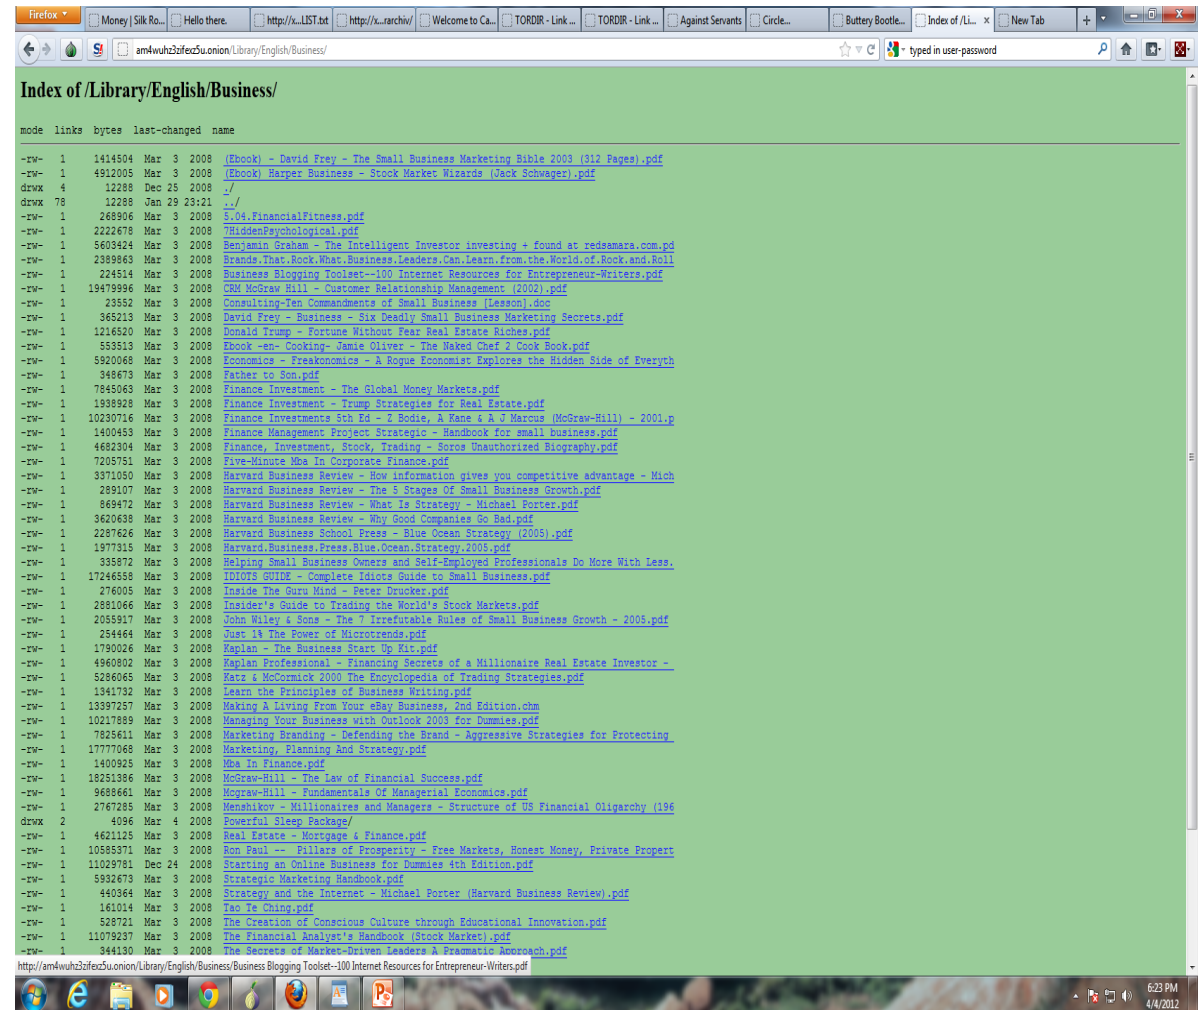 Firefox
Money | Silk Ro...
Hello there.
http://x...LIST.txt
http://x...rarchiv/
Welcome to Ca...
TORDIR - Link ...
TORDIR - Link ...
Against Servants
Circle...
Buttery Bootle...
Index of /Li... x
New Tab
am4wuhz3zifexz5u.onion/Library/English/Business/
typed in user-password
Index of /Library/English/Business/
mode links bytes last-changed name
-rw- 1 1414504 Mar 3 2008 (Ebook) - David Frey - The Small Business Marketing Bible 2003 (312 Pages).pdf
-rw- 1 4912005 Mar 3 2008 (Ebook) Harper Business - Stock Market Wizards (Jack Schwager).pdf
drwx 4 12288 Dec 25 2008 ./
drwx 78 12288 Jan 29 23:21 ../
-rw- 1 268906 Mar 3 2008 5.04.FinancialFitness.pdf
-rw- 1 2222678 Mar 3 2008 7HiddenPsychological.pdf
-rw- 1 5603424 Mar 3 2008 Benjamin Graham - The Intelligent Investor investing + found at redsamara.com.pd
-rw- 1 2389863 Mar 3 2008 Brands.That.Rock.What.Business.Leaders.Can.Learn.from.the.World.of.Rock.and.Roll
-rw- 1 224514 Mar 3 2008 Business Blogging Toolset--100 Internet Resources for Entrepreneur-Writers.pdf
-rw- 1 19479996 Mar 3 2008 CRM McGraw Hill - Customer Relationship Management (2002).pdf
-rw- 1 23552 Mar 3 2008 Consulting-Ten Commandments of Small Business [Lesson].doc
-rw- 1 365213 Mar 3 2008 David Frey - Business - Six Deadly Small Business Marketing Secrets.pdf
-rw- 1 1216520 Mar 3 2008 Donald Trump - Fortune Without Fear Real Estate Riches.pdf
-rw- 1 553513 Mar 3 2008 Ebook -en- Cooking- Jamie Oliver - The Naked Chef 2 Cook Book.pdf
-rw- 1 5920068 Mar 3 2008 Economics - Freakonomics - A Rogue Economist Explores the Hidden Side of Everyth
-rw- 1 348673 Mar 3 2008 Father to Son.pdf
-rw- 1 7845063 Mar 3 2008 Finance Investment - The Global Money Markets.pdf
-rw- 1 1938928 Mar 3 2008 Finance Investment - Trump Strategies for Real Estate.pdf
-rw- 1 10230716 Mar 3 2008 Finance Investments 5th Ed - Z Bodie, A Kane & A J Marcus (McGraw-Hill) - 2001.p
-rw- 1 1400453 Mar 3 2008 Finance Management Project Strategic - Handbook for small business.pdf
-rw- 1 4682304 Mar 3 2008 Finance, Investment, Stock, Trading - Soros Unauthorized Biography.pdf
-rw- 1 7205751 Mar 3 2008 Five-Minute Mba In Corporate Finance.pdf
-rw- 1 3371050 Mar 3 2008 Harvard Business Review - How information gives you competitive advantage - Mich
-rw- 1 289107 Mar 3 2008 Harvard Business Review - The 5 Stages Of Small Business Growth.pdf
-rw- 1 869472 Mar 3 2008 Harvard Business Review - What Is Strategy - Michael Porter.pdf
-rw- 1 3620638 Mar 3 2008 Harvard Business Review - Why Good Companies Go Bad.pdf
-rw- 1 2287626 Mar 3 2008 Harvard Business School Press - Blue Ocean Strategy (2005).pdf
-rw- 1 1977315 Mar 3 2008 Harvard.Business.Press.Blue.Ocean.Strategy.2005.pdf
-rw- 1 335872 Mar 3 2008 Helping Small Business Owners and Self-Employed Professionals Do More With Less.
-rw- 1 17246558 Mar 3 2008 IDIOTS GUIDE - Complete Idiots Guide to Small Business.pdf
-rw- 1 276005 Mar 3 2008 Inside The Guru Mind - Peter Drucker.pdf
-rw- 1 2881066 Mar 3 2008 Insider's Guide to Trading the World's Stock Markets.pdf
-rw- 1 2055917 Mar 3 2008 John Wiley & Sons - The 7 Irrefutable Rules of Small Business Growth - 2005.pdf
-rw- 1 254464 Mar 3 2008 Just 1% The Power of Microtrends.pdf
-rw- 1 1790026 Mar 3 2008 Kaplan - The Business Start Up Kit.pdf
-rw- 1 4960802 Mar 3 2008 Kaplan Professional - Financing Secrets of a Millionaire Real Estate Investor -
-rw- 1 5286065 Mar 3 2008 Katz & McCormick 2000 The Encyclopedia of Trading Strategies.pdf
-rw- 1 1341732 Mar 3 2008 Learn the Principles of Business Writing.pdf
-rw- 1 13397257 Mar 3 2008 Making A Living From Your eBay Business, 2nd Edition.chm
-rw- 1 10217889 Mar 3 2008 Managing Your Business with Outlook 2003 for Dummies.pdf
-rw- 1 7825611 Mar 3 2008 Marketing Branding - Defending the Brand - Aggressive Strategies for Protecting
-rw- 1 17777068 Mar 3 2008 Marketing, Planning And Strategy.pdf
-rw- 1 1400925 Mar 3 2008 Mba In Finance.pdf
-rw- 1 18251386 Mar 3 2008 McGraw-Hill - The Law of Financial Success.pdf
-rw- 1 9688661 Mar 3 2008 Mcgraw-Hill - Fundamentals Of Managerial Economics.pdf
-rw- 1 2767285 Mar 3 2008 Menshikov - Millionaires and Managers - Structure of US Financial Oligarchy (196
drwx 2 4096 Mar 4 2008 Powerful Sleep Package/
-rw- 1 4621125 Mar 3 2008 Real Estate - Mortgage & Finance.pdf
-rw- 1 10585371 Mar 3 2008 Ron Paul -- Pillars of Prosperity - Free Markets, Honest Money, Private Propert
-rw- 1 11029781 Dec 24 2008 Starting an Online Business for Dummies 4th Edition.pdf
-rw- 1 5932673 Mar 3 2008 Strategic Marketing Handbook.pdf
-rw- 1 440364 Mar 3 2008 Strategy and the Internet - Michael Porter (Harvard Business Review).pdf
-rw- 1 161014 Mar 3 2008 Tao Te Ching.pdf
-rw- 1 528721 Mar 3 2008 The Creation of Conscious Culture through Educational Innovation.pdf
-rw- 1 11079237 Mar 3 2008 The Financial Analyst's Handbook (Stock Market).pdf
-rw- 1 344130 Mar 3 2008 The Secrets of Market-Driven Leaders A Pragmatic Approach.pdf
http://am4wuhz3zifexz5u.onion/Library/English/Business/Business Blogging Toolset--100 Internet Resources for Entrepreneur-Writers.pdf
6:23 PM
4/4/2012